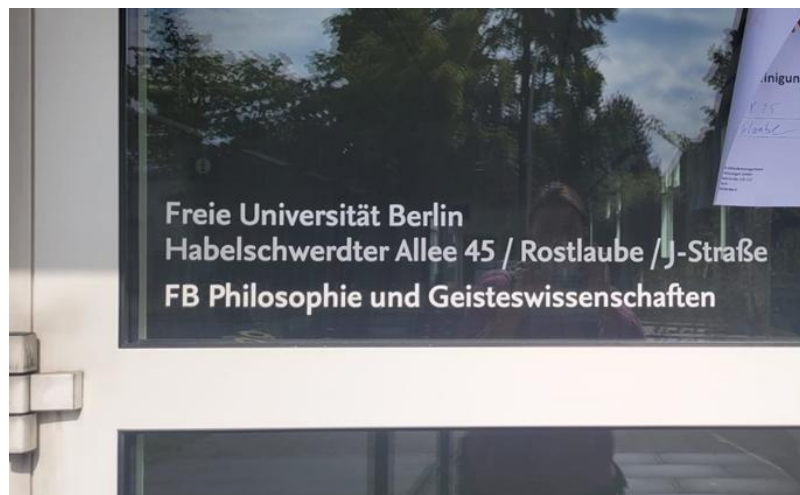 Freie Universität Berlin
Habelschwerdter Allee 45 / Rostlaube / J-Straße
FB Philosophie und Geisteswissenschaften